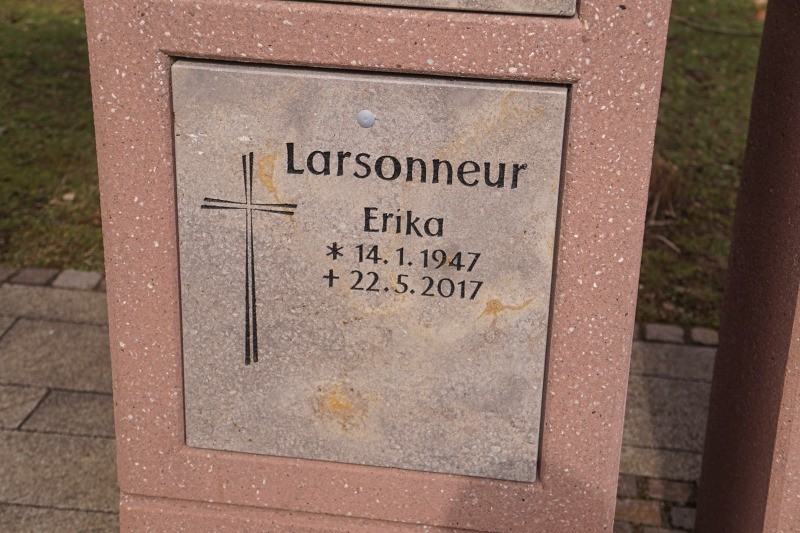 Larsonneur
Erika
* 14.1.1947
✝ 22.5.2017